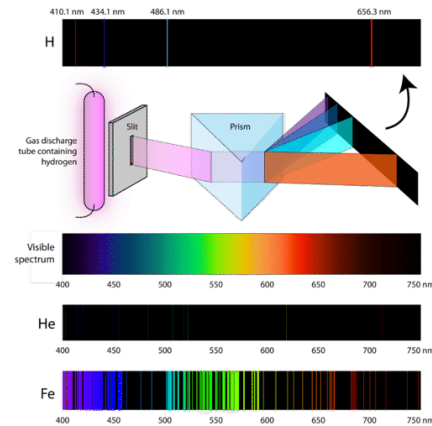 410.1 nm 434.1 nm 486.1 nm 656.3 nm
H
Slit
Prism
Gas discharge
tube containing
hydrogen
Visible
spectrum
400 450 500 550 600 650 700 750 nm
He
400 450 500 550 600 650 700 750 nm
Fe
400 450 500 550 600 650 700 750 nm